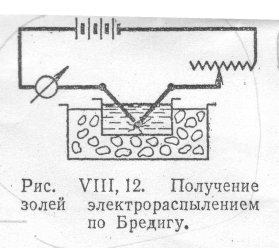 Рис. VIII, 12. Получение
золей электрораспылением
по Бредигу.